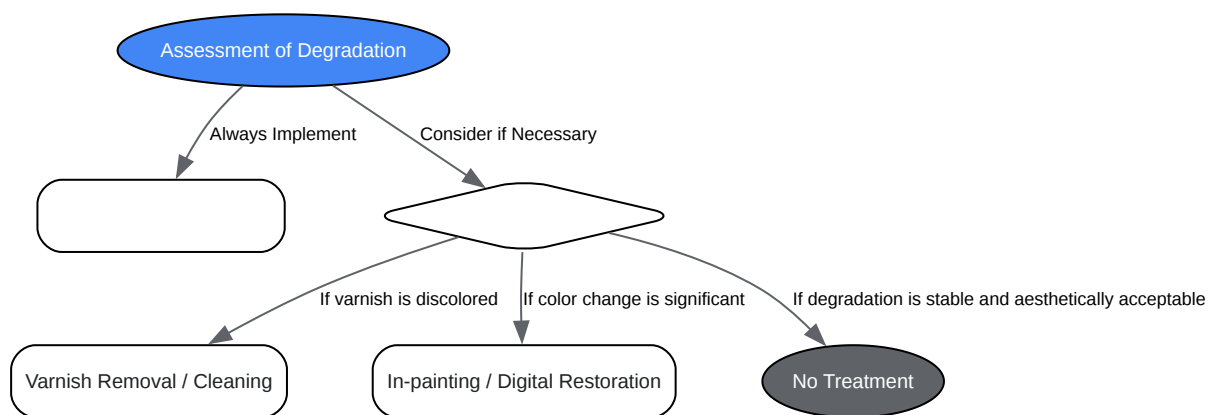 Assessment of Degradation
Always Implement
Consider if Necessary
If varnish is discolored
If color change is significant
If degradation is stable and aesthetically acceptable
Varnish Removal / Cleaning
In-painting / Digital Restoration
No Treatment